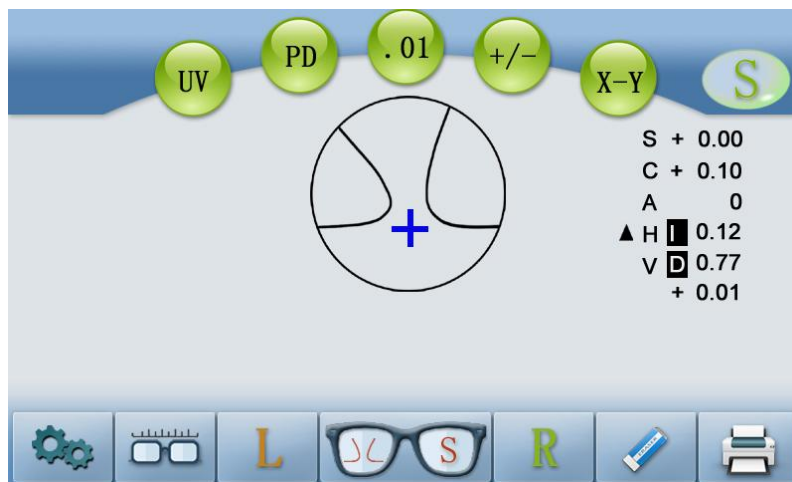 UV
PD
.01
+/-
X-Y
S
S + 0.00
C + 0.10
A 0
▲ H I 0.12
V D 0.77
+ 0.01
L
S
R